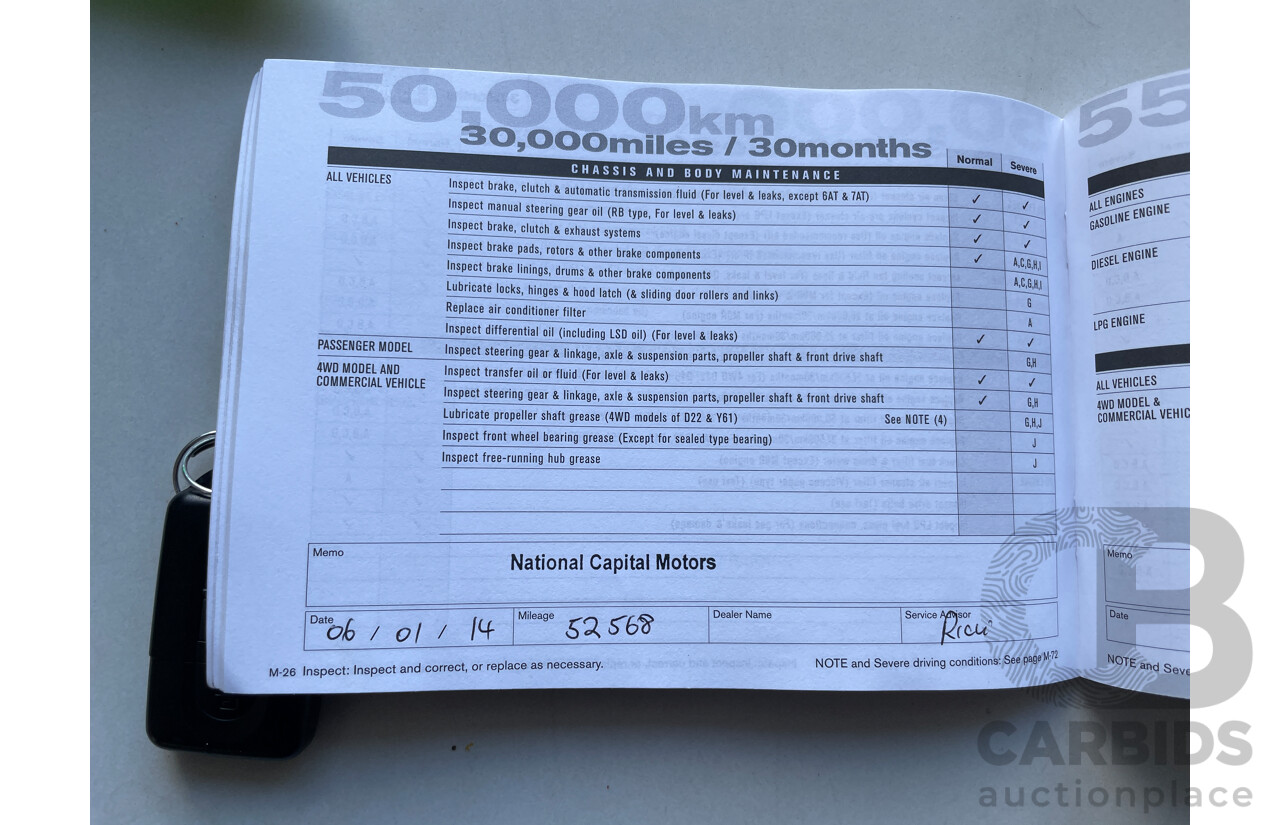 50,000km
30,000miles / 30months
CHASSIS AND BODY MAINTENANCE Normal Severe
ALL VEHICLES Inspect brake, clutch & automatic transmission fluid (For level & leaks, except 6AT & 7AT) ✓ ✓
Inspect manual steering gear oil (RB type, For level & leaks) ✓ ✓
Inspect brake, clutch & exhaust systems ✓ ✓
Inspect brake pads, rotors & other brake components ✓ A,C,G,H,I
Inspect brake linings, drums & other brake components A,C,G,H,I
Lubricate locks, hinges & hood latch (& sliding door rollers and links) G
Replace air conditioner filter A
Inspect differential oil (including LSD oil) (For level & leaks) ✓ ✓
PASSENGER MODEL Inspect steering gear & linkage, axle & suspension parts, propeller shaft & front drive shaft G,H
4WD MODEL AND COMMERCIAL VEHICLE Inspect transfer oil or fluid (For level & leaks) ✓ ✓
Inspect steering gear & linkage, axle & suspension parts, propeller shaft & front drive shaft ✓ G,H
Lubricate propeller shaft grease (4WD models of D22 & Y61) See NOTE (4) G,H,J
Inspect front wheel bearing grease (Except for sealed type bearing) J
Inspect free-running hub grease J
Memo National Capital Motors
Date 06 / 01 / 14 Mileage 52568 Dealer Name Service Advisor
M-26 Inspect: Inspect and correct, or replace as necessary. NOTE and Severe driving conditions: See page M-72
55
ALL ENGINES
GASOLINE ENGINE
DIESEL ENGINE
LPG ENGINE
ALL VEHICLES
4WD MODEL &
COMMERCIAL VEHIC
Memo
Date
NOTE and Seve
CB
CARBIDS
auctionplace